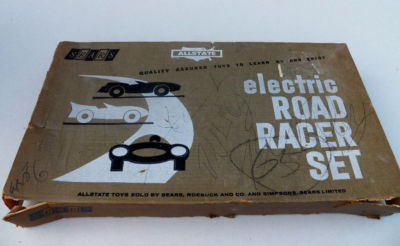 SEARS
ALLSTATE
QUALITY ASSURED TOYS TO LEARN BY AND ENJOY
electric
ROAD
RACER
SET
65
ALLSTATE TOYS SOLD BY SEARS, ROEBUCK AND CO. AND SIMPSONS-SEARS LIMITED